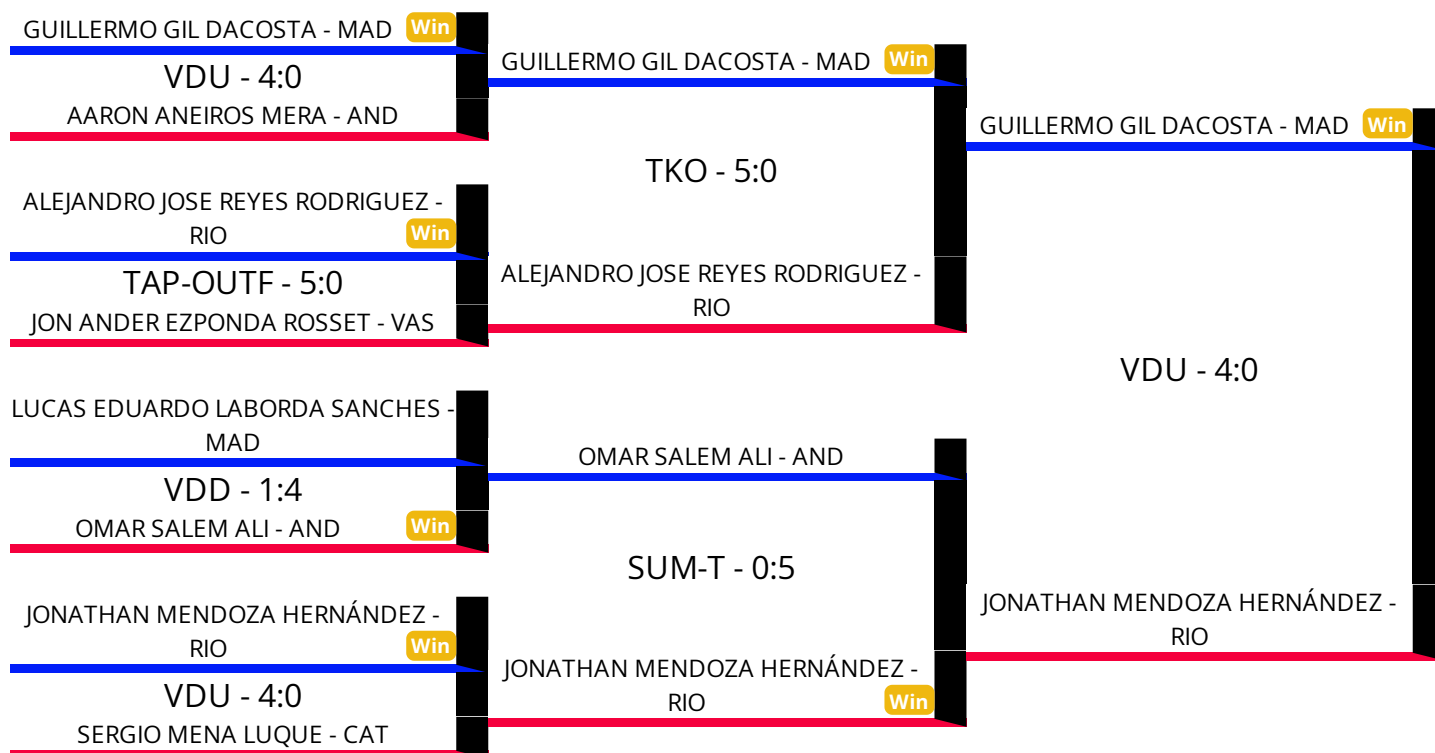 GUILLERMO GIL DACOSTA - MAD Win
VDU - 4:0
AARON ANEIROS MERA - AND
ALEJANDRO JOSE REYES RODRIGUEZ -
RIO Win
TAP-OUTF - 5:0
JON ANDER EZPONDA ROSSET - VAS
LUCAS EDUARDO LABORDA SANCHES -
MAD
VDD - 1:4
OMAR SALEM ALI - AND Win
JONATHAN MENDOZA HERNÁNDEZ -
RIO Win
VDU - 4:0
SERGIO MENA LUQUE - CAT
GUILLERMO GIL DACOSTA - MAD Win
TKO - 5:0
ALEJANDRO JOSE REYES RODRIGUEZ -
RIO
OMAR SALEM ALI - AND
SUM-T - 0:5
JONATHAN MENDOZA HERNÁNDEZ -
RIO Win
GUILLERMO GIL DACOSTA - MAD Win
VDU - 4:0
JONATHAN MENDOZA HERNÁNDEZ -
RIO